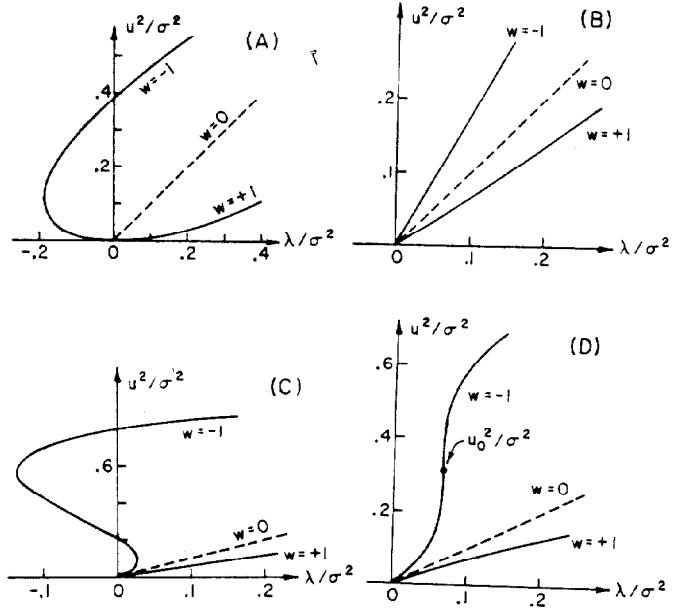 u²/σ²
(A)
w=-1
.4
w=0
.2
w=+1
-.2
0
.2
.4
λ/σ²
u²/σ²
(B)
w=-1
.2
w=0
w=+1
.1
0
.1
.2
λ/σ²
u²/σ²
(C)
w=-1
.6
w=0
w=+1
-.1
0
.1
.2
λ/σ²
u²/σ²
(D)
.6
w=-1
.4
u₀²/σ²
w=0
.2
w=+1
0
.1
.2
λ/σ²